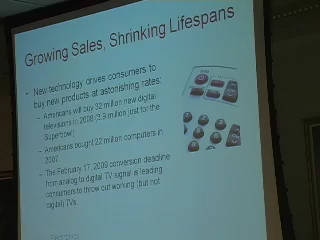 Growing Sales, Shrinking Lifespans
• New technology drives consumers to
buy new products at astonishing rates:
– Americans will buy 32 million new digital
televisions in 2008 (3.9 million just for the
Superbowl)
– Americans bought 22 million computers in
2007.
– The February 17, 2009 conversion deadline
from analog to digital TV signal is leading
consumers to throw out working (but not
digital) TVs.